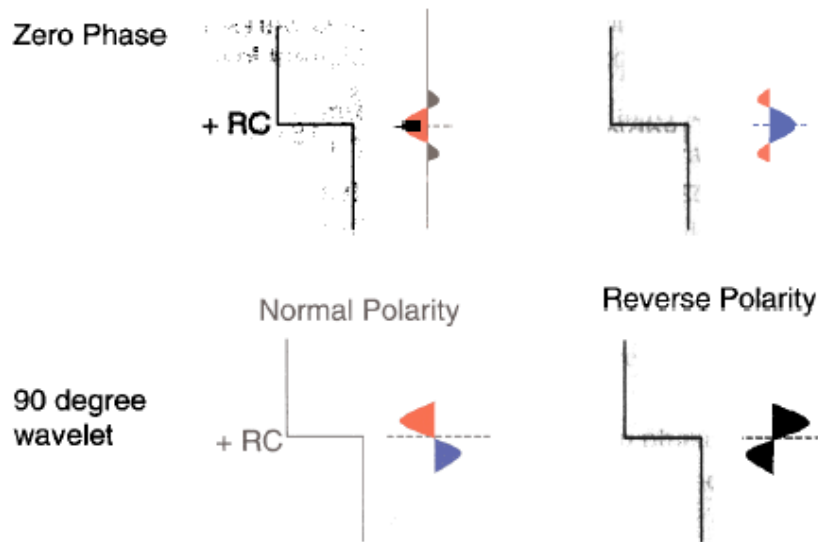 Zero Phase
+ RC
Normal Polarity
Reverse Polarity
90 degree
wavelet
+ RC